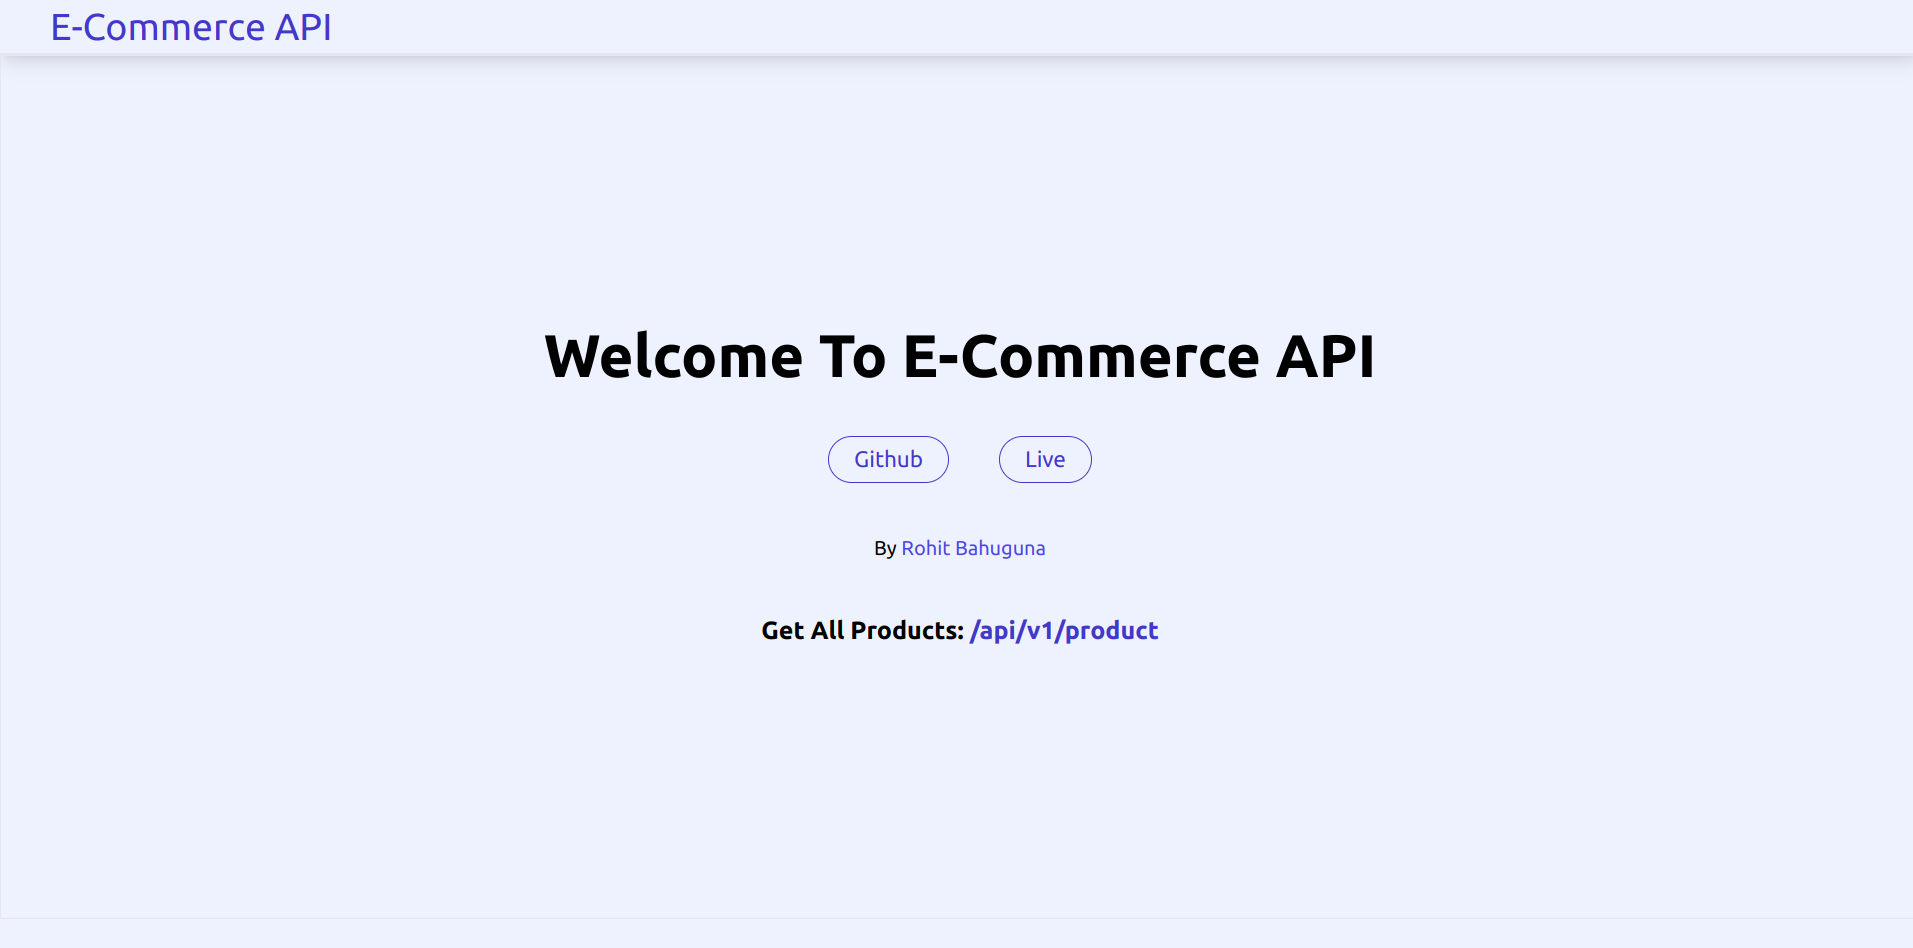 E-Commerce API
Welcome To E-Commerce API
Github Live
By Rohit Bahuguna
Get All Products: /api/v1/product